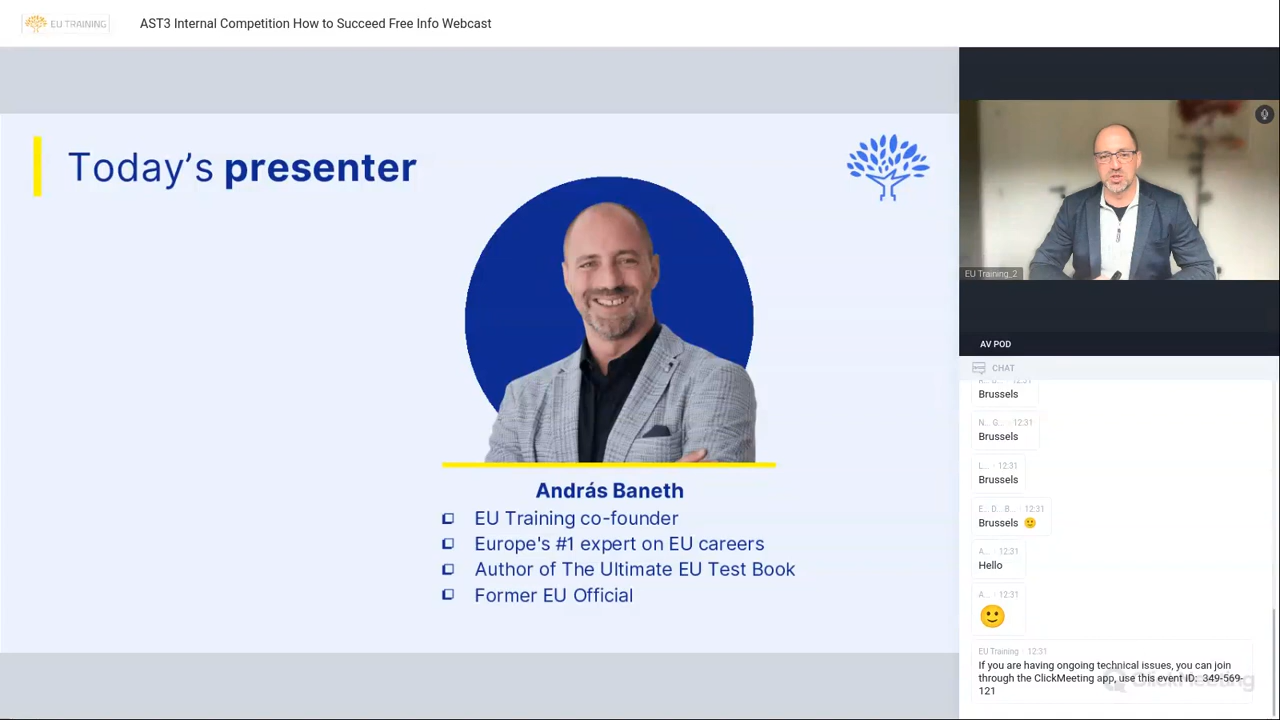 EU TRAINING
AST3 Internal Competition How to Succeed Free Info Webcast
Today's presenter
András Baneth
EU Training co-founder
Europe's #1 expert on EU careers
Author of The Ultimate EU Test Book
Former EU Official
EU Training_2
AV POD
CHAT
12:31
Brussels
N... G... · 12:31
Brussels
L... · 12:31
Brussels
E... D... B... · 12:31
Brussels 🙂
A... · 12:31
Hello
A... · 12:31
🙂
EU Training · 12:31
If you are having ongoing technical issues, you can join
through the ClickMeeting app, use this event ID: 349-569-
121
ClickMeeting